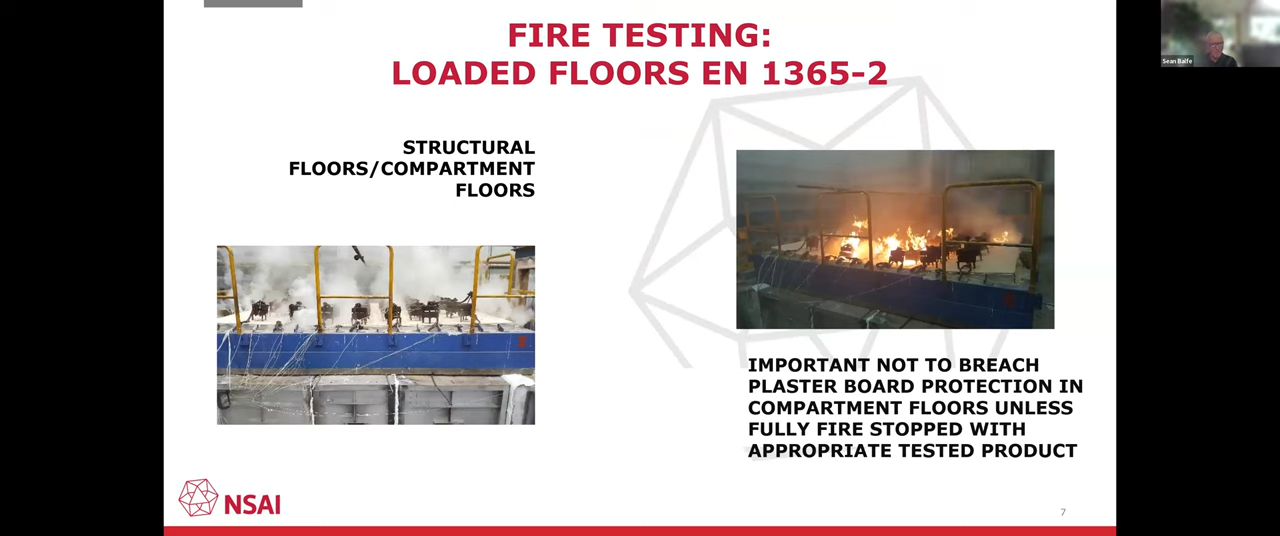 FIRE TESTING:
LOADED FLOORS EN 1365-2
STRUCTURAL
FLOORS/COMPARTMENT
FLOORS
IMPORTANT NOT TO BREACH
PLASTER BOARD PROTECTION IN
COMPARTMENT FLOORS UNLESS
FULLY FIRE STOPPED WITH
APPROPRIATE TESTED PRODUCT
NSAI
7
Sean Balfe